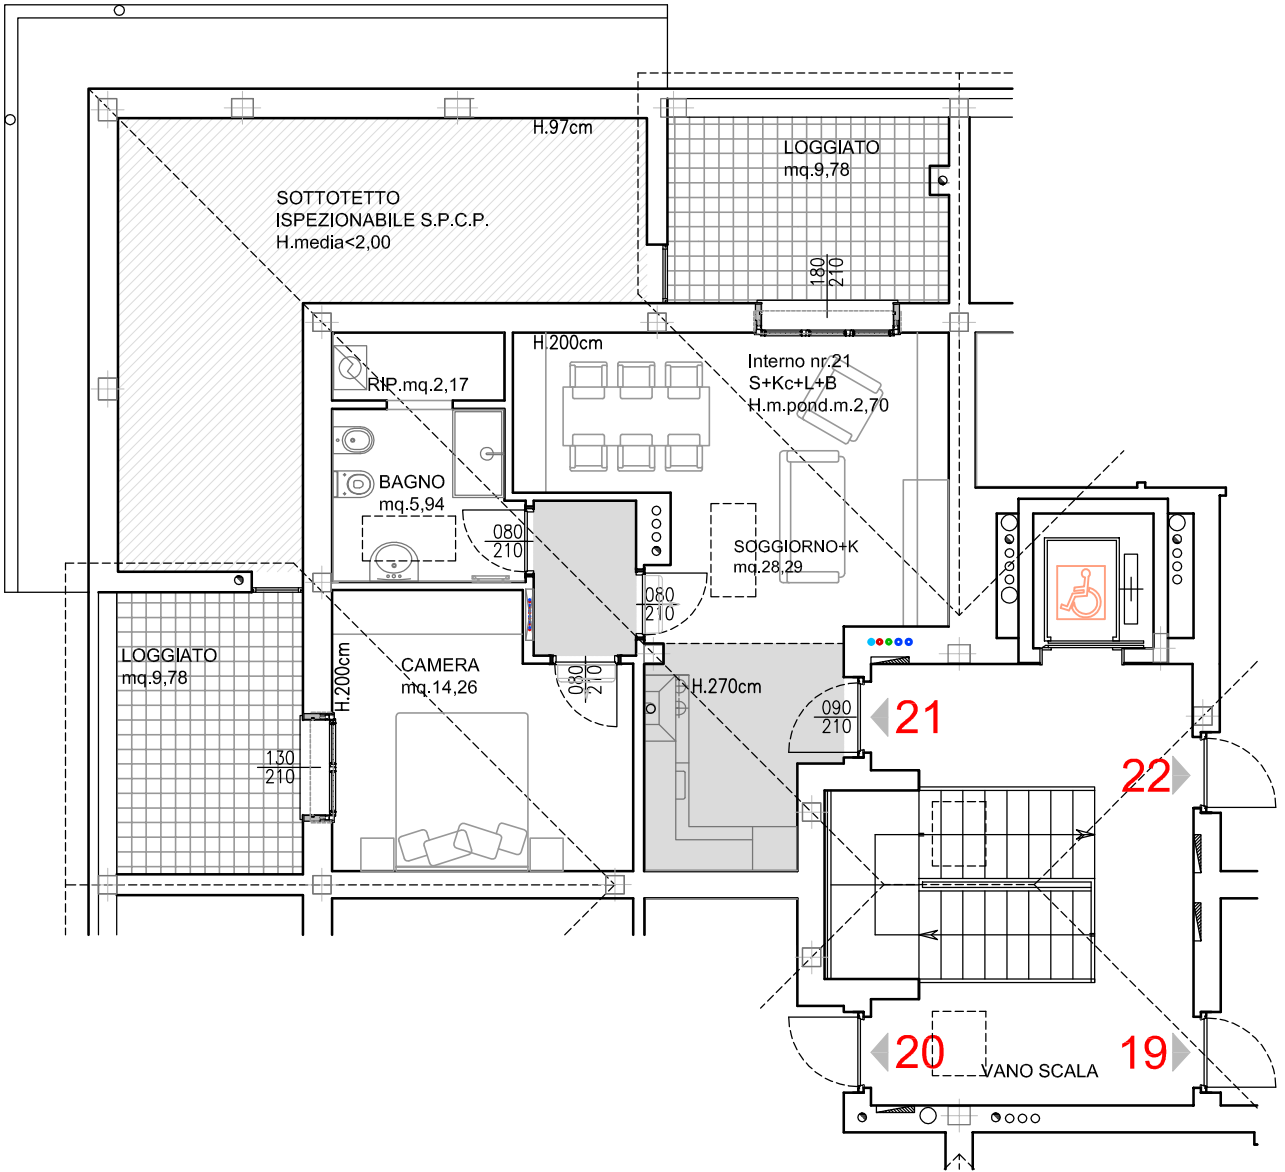 H.97cm
LOGGIATO
mq.9,78
SOTTOTETTO
ISPEZIONABILE S.P.C.P.
H.media<2,00
180
210
H.200cm
Interno nr.21
S+Kc+L+B
H.m.pond.m.2,70
RIP.mq.2,17
BAGNO
mq.5,94
080
210
SOGGIORNO+K
mq.28,29
080
210
LOGGIATO
mq.9,78
H.200cm
CAMERA
mq.14,26
080
210
H.270cm
090
210
21
130
210
22
20
19
VANO SCALA